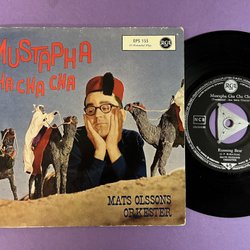 MUSTAPHA
CHA CHA CHA
EPS 155
RCA
MATS OLSSONS
ORKESTER
RCA
Mustapha Cha Cha Cha
Running Bear